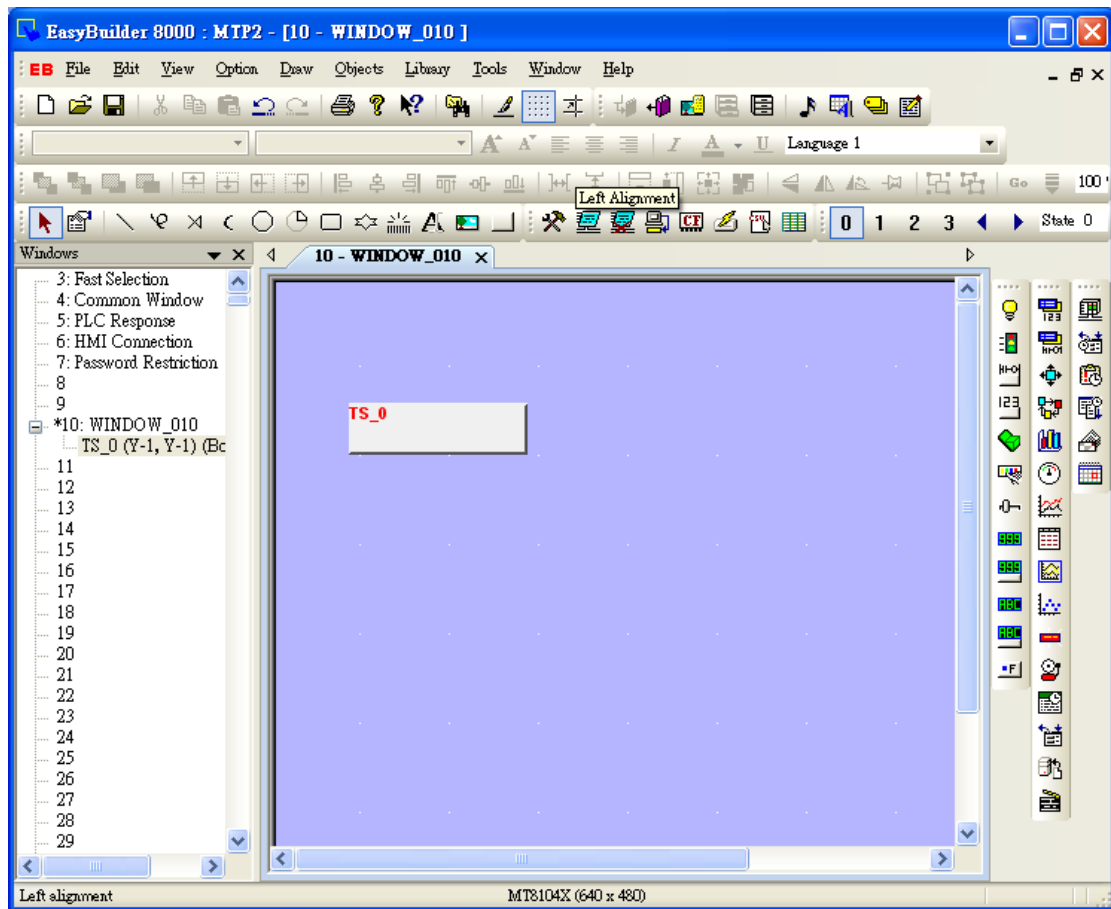 EasyBuilder 8000 : MTP2 - [10 - WINDOW_010 ]
EB File Edit View Option Draw Objects Library Tools Window Help
Language 1
Go 100
Left Alignment
CF 0 1 2 3 State 0
Windows
10 - WINDOW_010
3: Fast Selection
4: Common Window
5: PLC Response
6: HMI Connection
7: Password Restriction
8
9
*10: WINDOW_010
TS_0 (Y-1, Y-1) (Bc
11
12
13
14
15
16
17
18
19
20
21
22
23
24
25
26
27
28
29
TS_0
Left alignment
MT8104X (640 x 480)